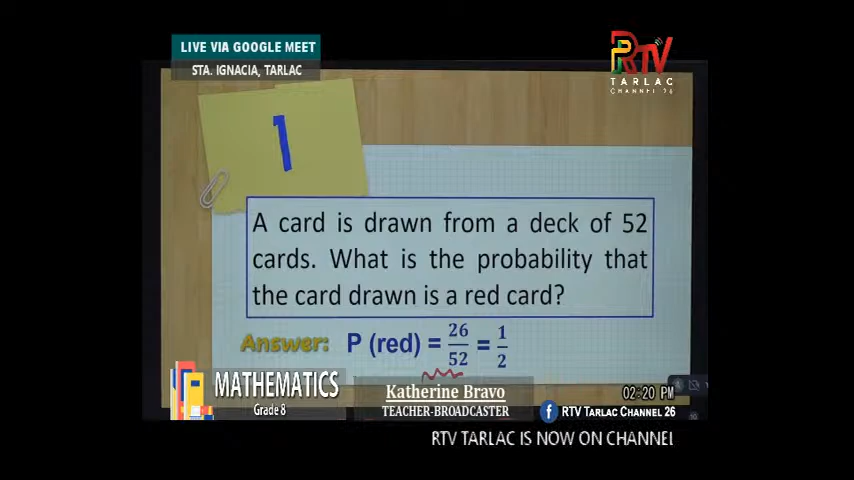 LIVE VIA GOOGLE MEET
STA. IGNACIA, TARLAC
RTV
TARLAC
CHANNEL 26
1
A card is drawn from a deck of 52
cards. What is the probability that
the card drawn is a red card?
Answer: P (red) = 26/52 = 1/2
MATHEMATICS
Grade 8
Katherine Bravo
TEACHER-BROADCASTER
02:20 PM
RTV TARLAC CHANNEL 26
RTV TARLAC IS NOW ON CHANNEL